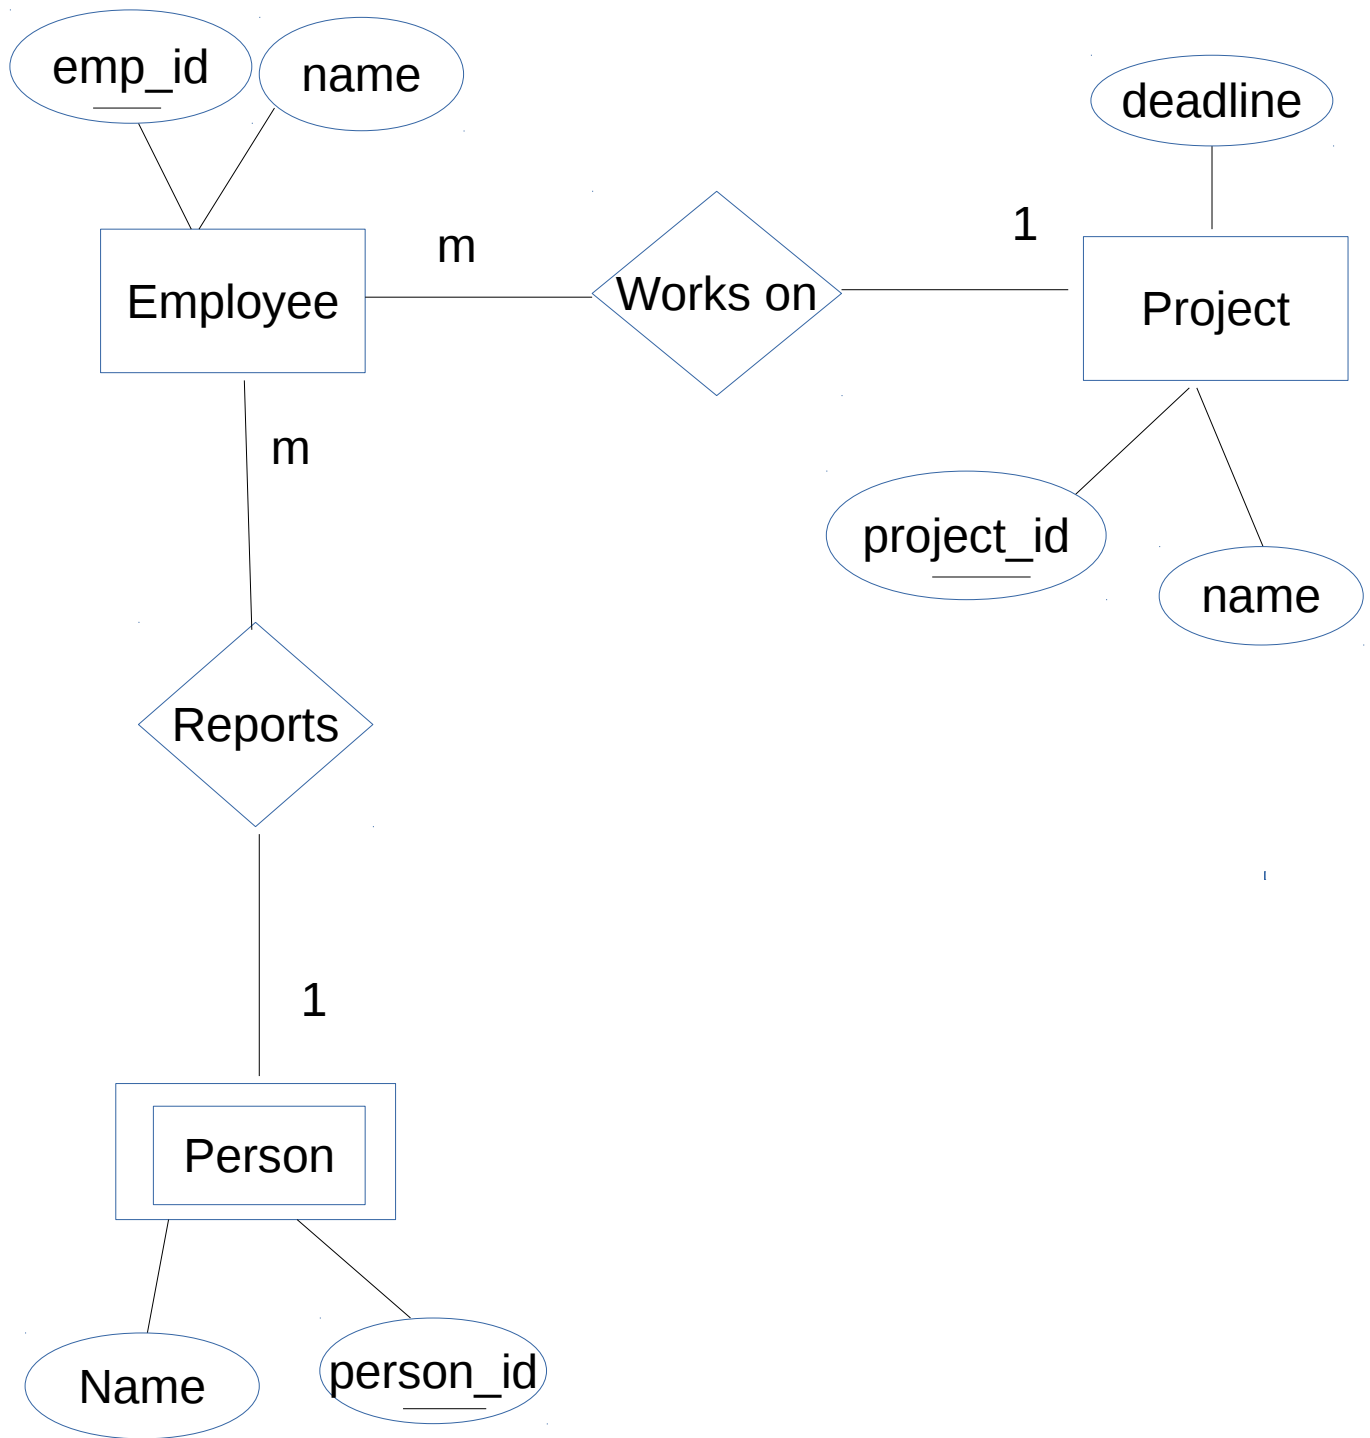 emp_id
name
deadline
m
1
Employee
Works on
Project
m
project_id
name
Reports
1
Person
Name
person_id